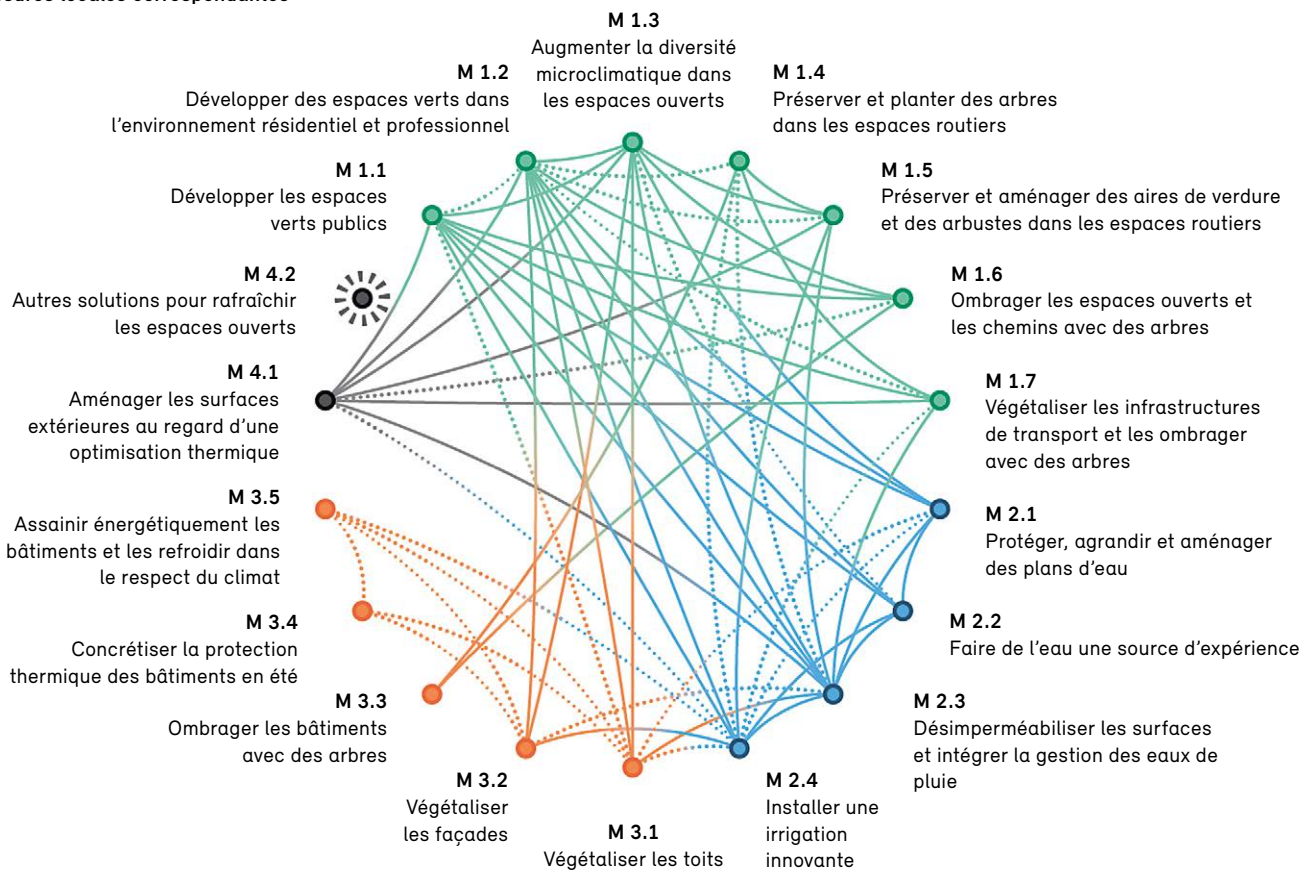 M 1.3
Augmenter la diversité
microclimatique dans
les espaces ouverts
M 1.2
Développer des espaces verts dans
l'environnement résidentiel et professionnel
M 1.4
Préserver et planter des arbres
dans les espaces routiers
M 1.1
Développer les espaces
verts publics
M 1.5
Préserver et aménager des aires de verdure
et des arbustes dans les espaces routiers
M 4.2
Autres solutions pour rafraîchir
les espaces ouverts
M 1.6
Ombrager les espaces ouverts et
les chemins avec des arbres
M 4.1
Aménager les surfaces
extérieures au regard d'une
optimisation thermique
M 1.7
Végétaliser les infrastructures
de transport et les ombrager
avec des arbres
M 3.5
Assainir énergétiquement les
bâtiments et les refroidir dans
le respect du climat
M 2.1
Protéger, agrandir et aménager
des plans d'eau
M 3.4
Concrétiser la protection
thermique des bâtiments en été
M 2.2
Faire de l'eau une source d'expérience
M 3.3
Ombrager les bâtiments
avec des arbres
M 2.3
Désimperméabiliser les surfaces
et intégrer la gestion des eaux de
pluie
M 3.2
Végétaliser
les façades
M 3.1
Végétaliser les toits
M 2.4
Installer une
irrigation
innovante